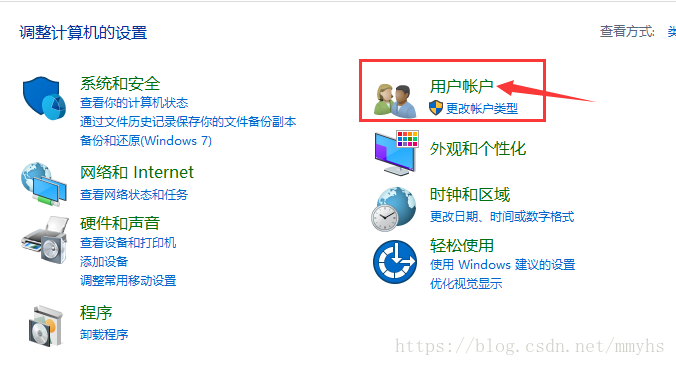 调整计算机的设置
查看方式:
系统和安全
查看你的计算机状态
通过文件历史记录保存你的文件备份副本
备份和还原(Windows 7)
网络和 Internet
查看网络状态和任务
硬件和声音
查看设备和打印机
添加设备
调整常用移动设置
程序
卸载程序
用户帐户
更改帐户类型
外观和个性化
时钟和区域
更改日期、时间或数字格式
轻松使用
使用 Windows 建议的设置
优化视觉显示
https://blog.csdn.net/mmyhs